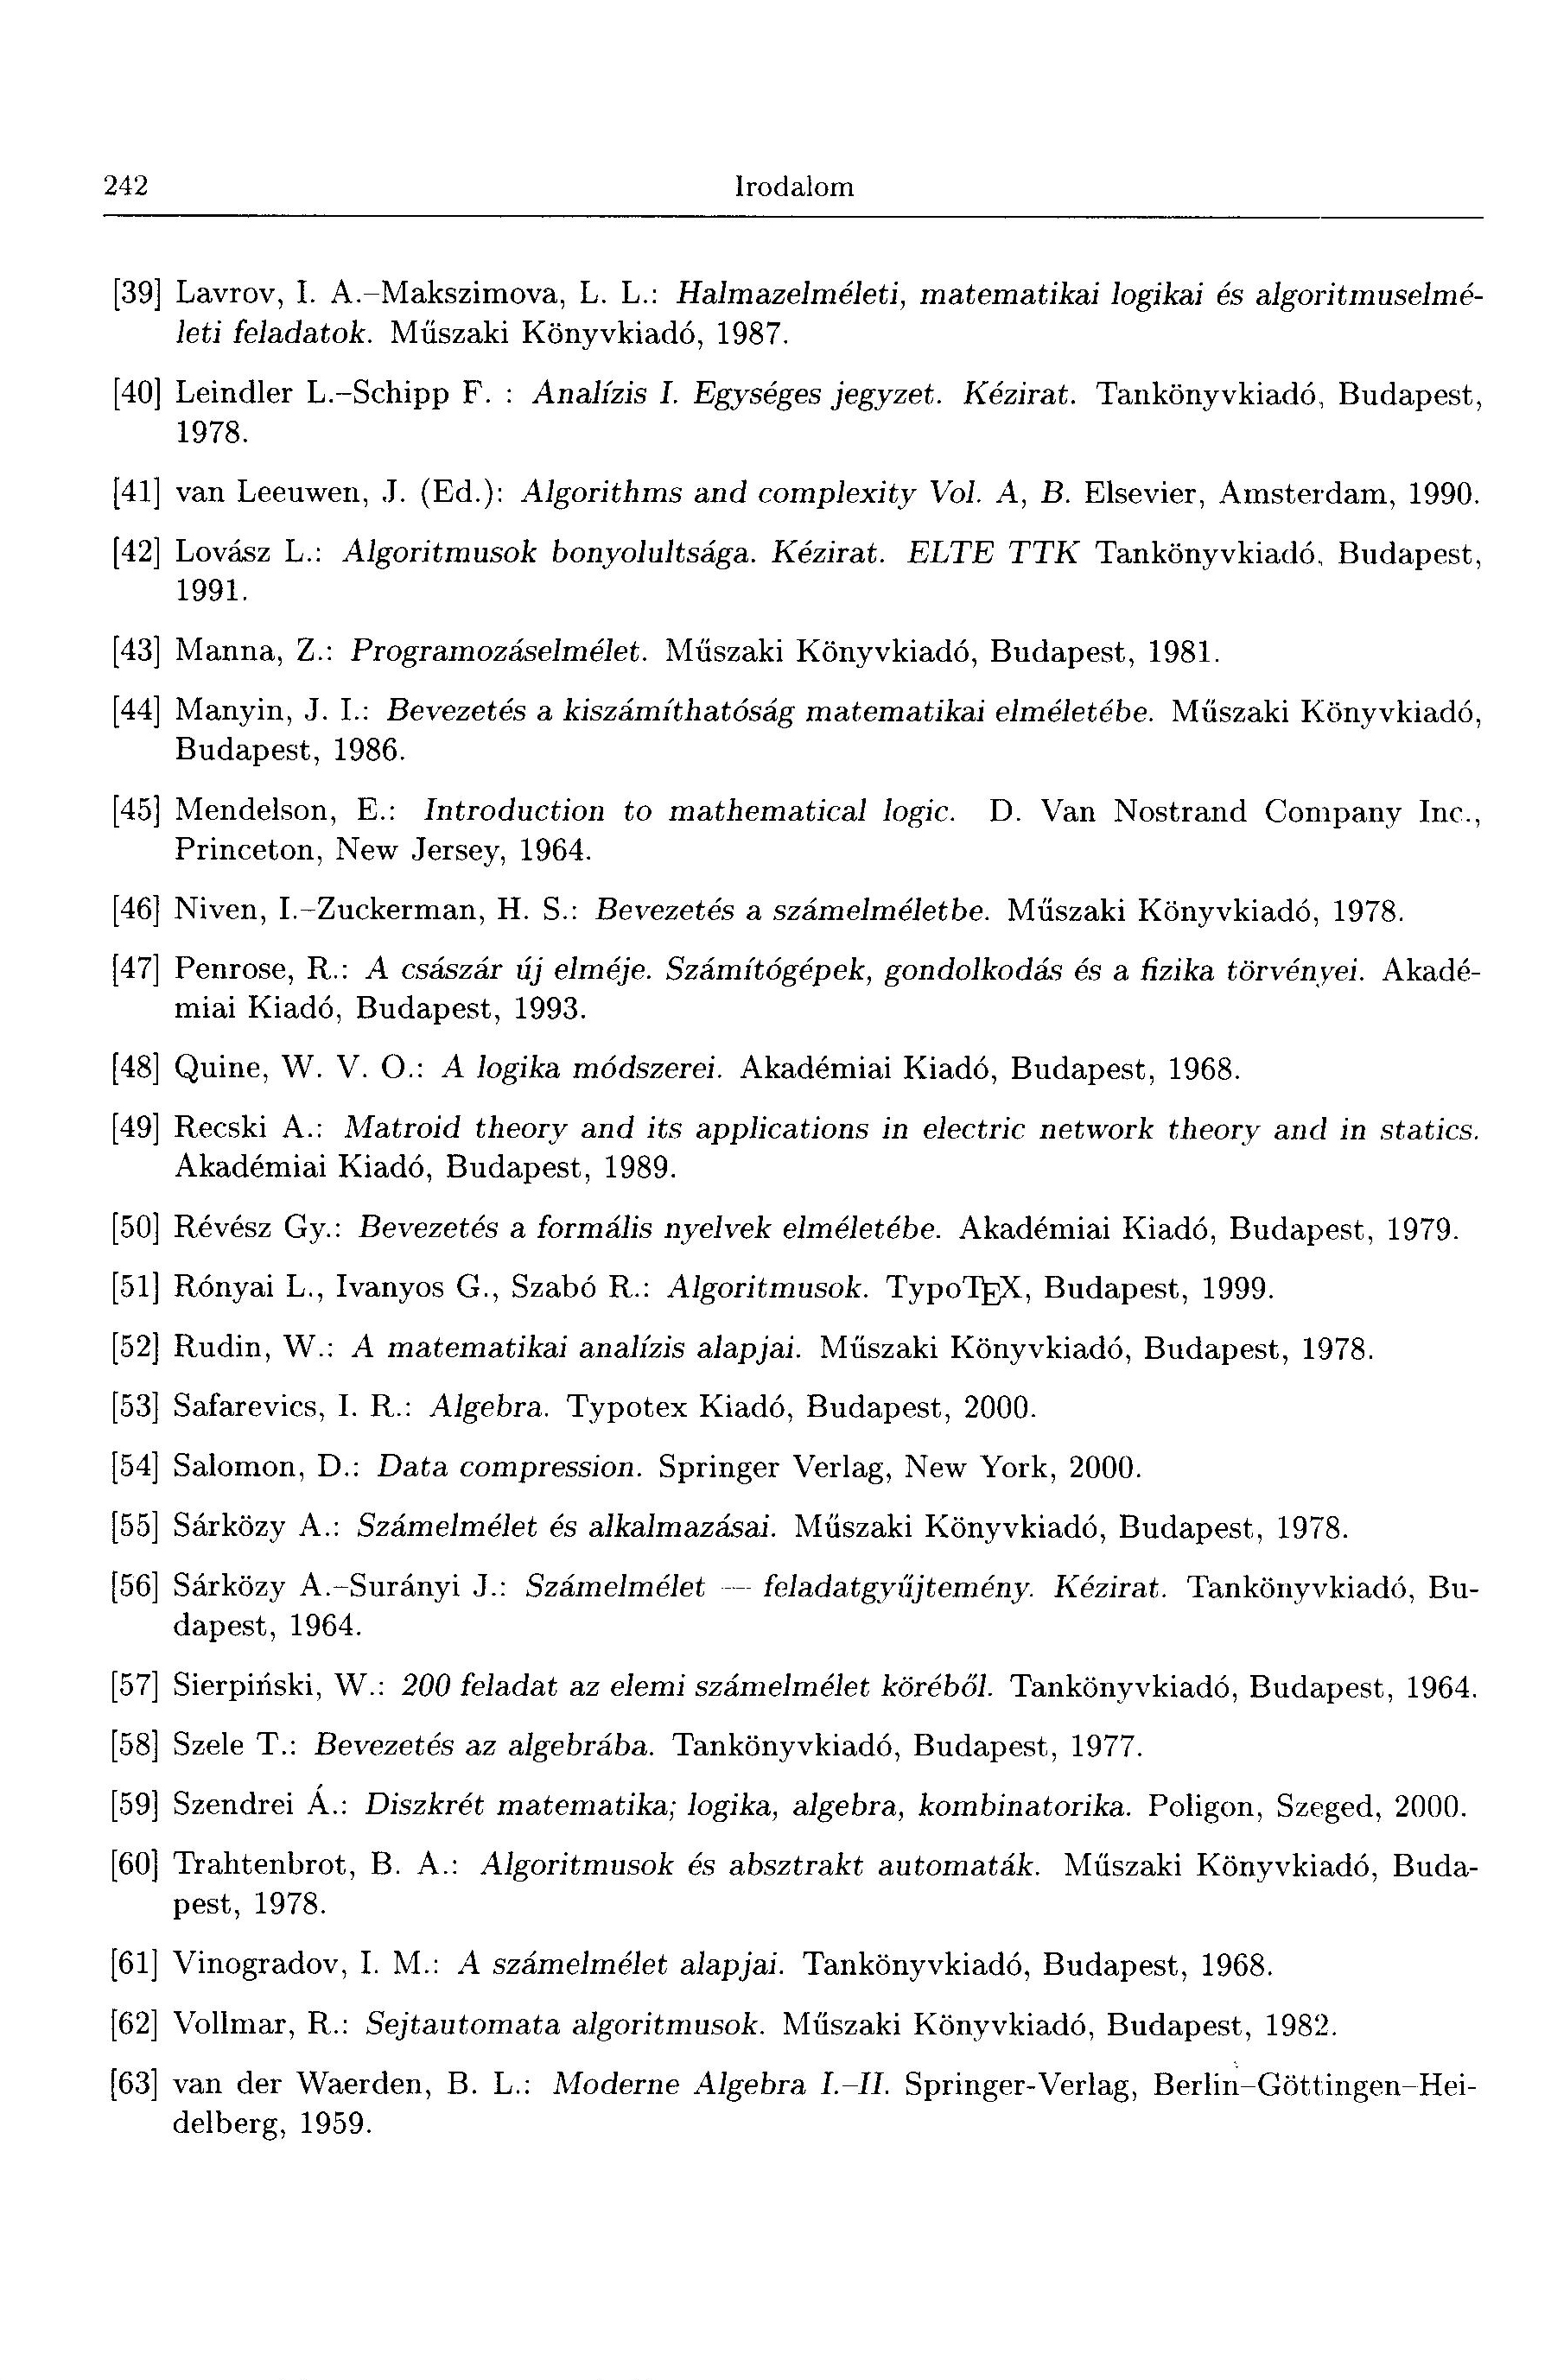 242 Irodalom
[39] Lavrov, I. A.–Makszimova, L. L.: Halmazelméleti, matematikai logikai és algoritmuselmé-
leti feladatok. Műszaki Könyvkiadó, 1987.
[40] Leindler L.–Schipp F. : Analízis I. Egységes jegyzet. Kézirat. Tankönyvkiadó, Budapest,
1978.
[41] van Leeuwen, J. (Ed.): Algorithms and complexity Vol. A, B. Elsevier, Amsterdam, 1990.
[42] Lovász L.: Algoritmusok bonyolultsága. Kézirat. ELTE TTK Tankönyvkiadó, Budapest,
1991.
[43] Manna, Z.: Programozáselmélet. Műszaki Könyvkiadó, Budapest, 1981.
[44] Manyin, J. I.: Bevezetés a kiszámíthatóság matematikai elméletébe. Műszaki Könyvkiadó,
Budapest, 1986.
[45] Mendelson, E.: Introduction to mathematical logic. D. Van Nostrand Company Inc.,
Princeton, New Jersey, 1964.
[46] Niven, I.–Zuckerman, H. S.: Bevezetés a számelméletbe. Műszaki Könyvkiadó, 1978.
[47] Penrose, R.: A császár új elméje. Számítógépek, gondolkodás és a fizika törvényei. Akadé-
miai Kiadó, Budapest, 1993.
[48] Quine, W. V. O.: A logika módszerei. Akadémiai Kiadó, Budapest, 1968.
[49] Recski A.: Matroid theory and its applications in electric network theory and in statics.
Akadémiai Kiadó, Budapest, 1989.
[50] Révész Gy.: Bevezetés a formális nyelvek elméletébe. Akadémiai Kiadó, Budapest, 1979.
[51] Rónyai L., Ivanyos G., Szabó R.: Algoritmusok. TypoTEX, Budapest, 1999.
[52] Rudin, W.: A matematikai analízis alapjai. Műszaki Könyvkiadó, Budapest, 1978.
[53] Safarevics, I. R.: Algebra. Typotex Kiadó, Budapest, 2000.
[54] Salomon, D.: Data compression. Springer Verlag, New York, 2000.
[55] Sárközy A.: Számelmélet és alkalmazásai. Műszaki Könyvkiadó, Budapest, 1978.
[56] Sárközy A.–Surányi J.: Számelmélet — feladatgyűjtemény. Kézirat. Tankönyvkiadó, Bu-
dapest, 1964.
[57] Sierpiński, W.: 200 feladat az elemi számelmélet köréből. Tankönyvkiadó, Budapest, 1964.
[58] Szele T.: Bevezetés az algebrába. Tankönyvkiadó, Budapest, 1977.
[59] Szendrei Á.: Diszkrét matematika; logika, algebra, kombinatorika. Poligon, Szeged, 2000.
[60] Trahtenbrot, B. A.: Algoritmusok és absztrakt automaták. Műszaki Könyvkiadó, Buda-
pest, 1978.
[61] Vinogradov, I. M.: A számelmélet alapjai. Tankönyvkiadó, Budapest, 1968.
[62] Vollmar, R.: Sejtautomata algoritmusok. Műszaki Könyvkiadó, Budapest, 1982.
[63] van der Waerden, B. L.: Moderne Algebra I.–II. Springer-Verlag, Berlin–Göttingen–Hei-
delberg, 1959.